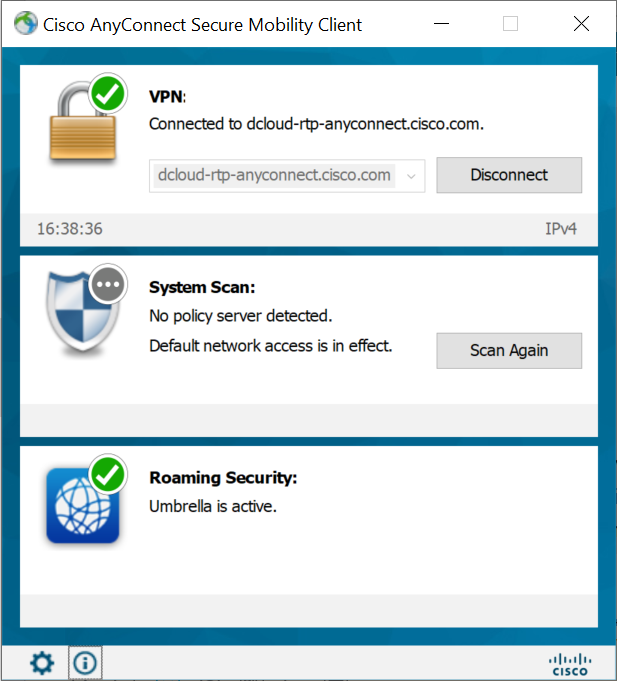 Cisco AnyConnect Secure Mobility Client
VPN:
Connected to dcloud-rtp-anyconnect.cisco.com.
dcloud-rtp-anyconnect.cisco.com
Disconnect
16:38:36
IPv4
System Scan:
No policy server detected.
Default network access is in effect.
Scan Again
Roaming Security:
Umbrella is active.
CISCO